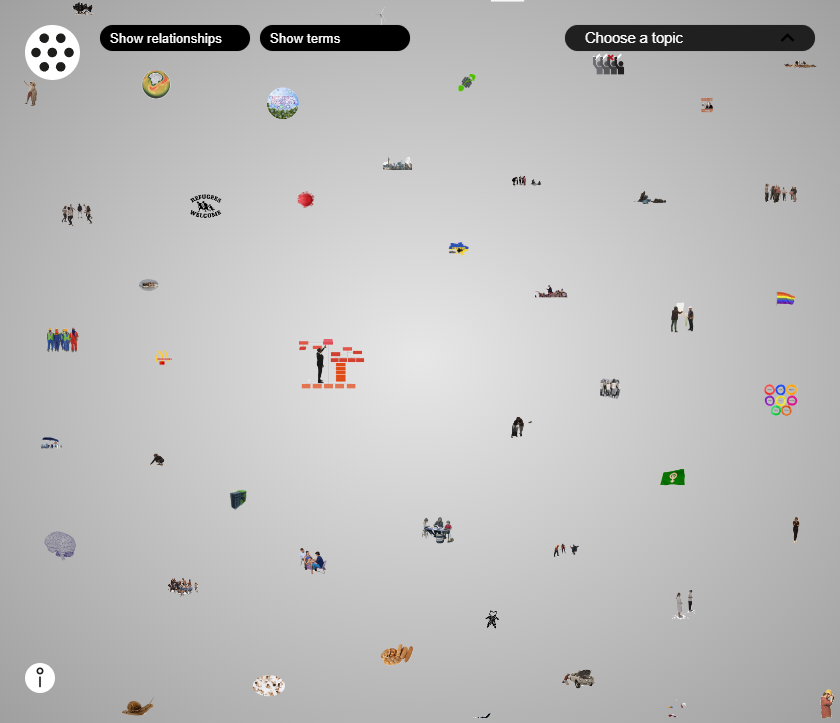 Show relationships
Show terms
Choose a topic
REFUGEES
WELCOME